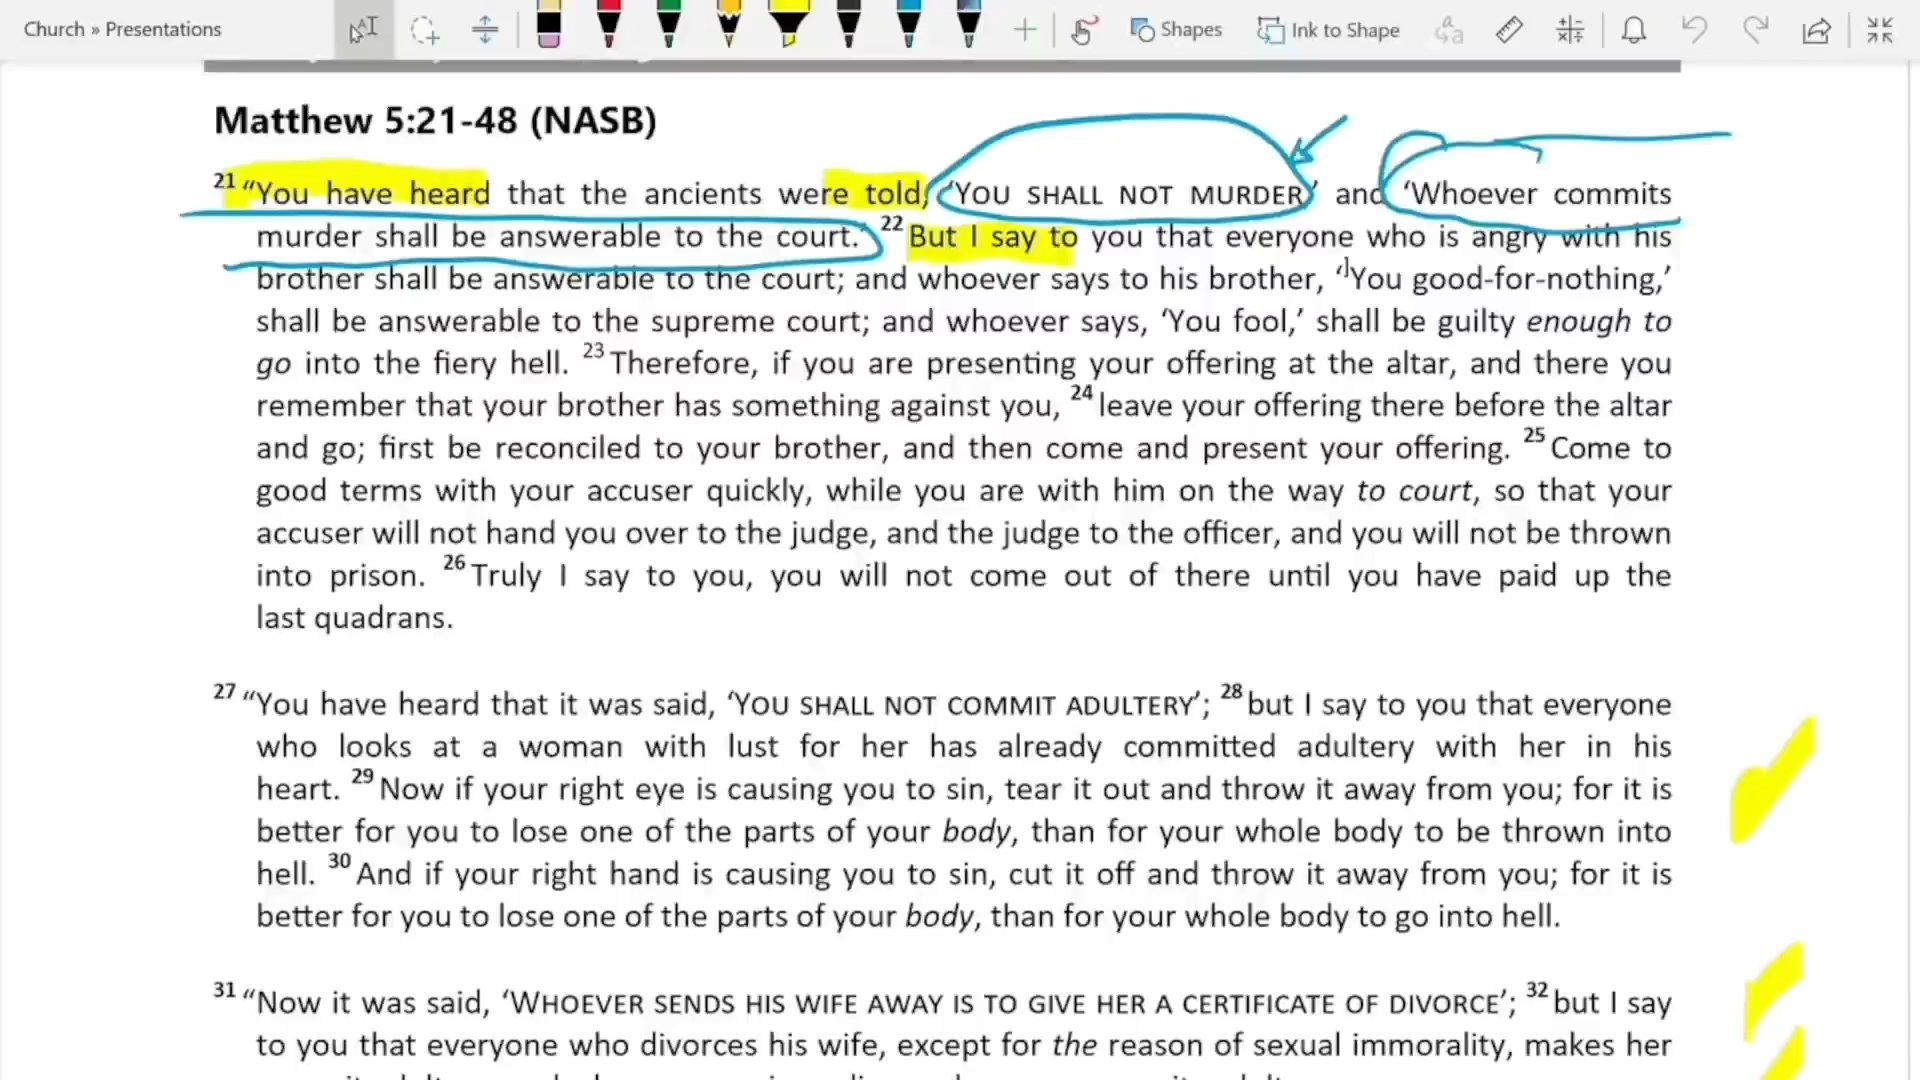 Church » Presentations
Shapes
Ink to Shape
Matthew 5:21-48 (NASB)
21 “You have heard that the ancients were told, ‘YOU SHALL NOT MURDER’ and ‘Whoever commits
murder shall be answerable to the court.’ 22 But I say to you that everyone who is angry with his
brother shall be answerable to the court; and whoever says to his brother, ‘]You good-for-nothing,’
shall be answerable to the supreme court; and whoever says, ‘You fool,’ shall be guilty enough to
go into the fiery hell. 23 Therefore, if you are presenting your offering at the altar, and there you
remember that your brother has something against you, 24 leave your offering there before the altar
and go; first be reconciled to your brother, and then come and present your offering. 25 Come to
good terms with your accuser quickly, while you are with him on the way to court, so that your
accuser will not hand you over to the judge, and the judge to the officer, and you will not be thrown
into prison. 26 Truly I say to you, you will not come out of there until you have paid up the
last quadrans.
27 “You have heard that it was said, ‘YOU SHALL NOT COMMIT ADULTERY’; 28 but I say to you that everyone
who looks at a woman with lust for her has already committed adultery with her in his
heart. 29 Now if your right eye is causing you to sin, tear it out and throw it away from you; for it is
better for you to lose one of the parts of your body, than for your whole body to be thrown into
hell. 30 And if your right hand is causing you to sin, cut it off and throw it away from you; for it is
better for you to lose one of the parts of your body, than for your whole body to go into hell.
31 “Now it was said, ‘WHOEVER SENDS HIS WIFE AWAY IS TO GIVE HER A CERTIFICATE OF DIVORCE’; 32 but I say
to you that everyone who divorces his wife, except for the reason of sexual immorality, makes her